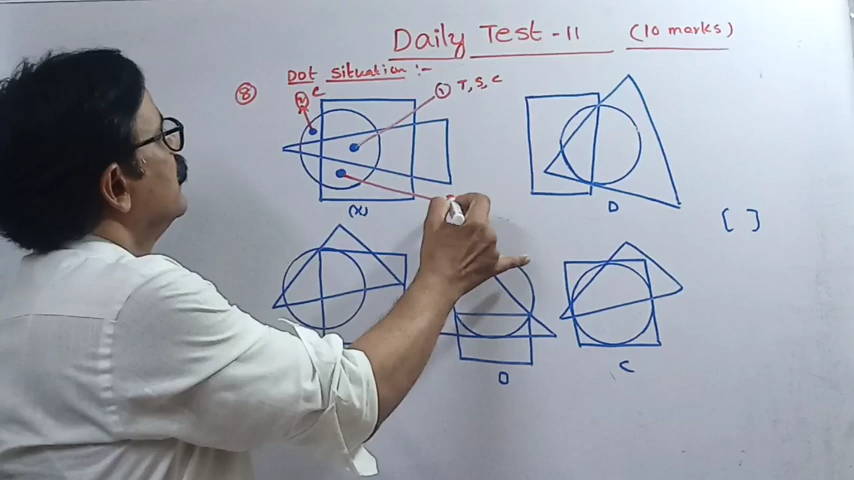 Daily Test - 11 (10 marks)
⑧ Dot situation :-
② C
① T, S, C
(X)
D
[ ]
D
C